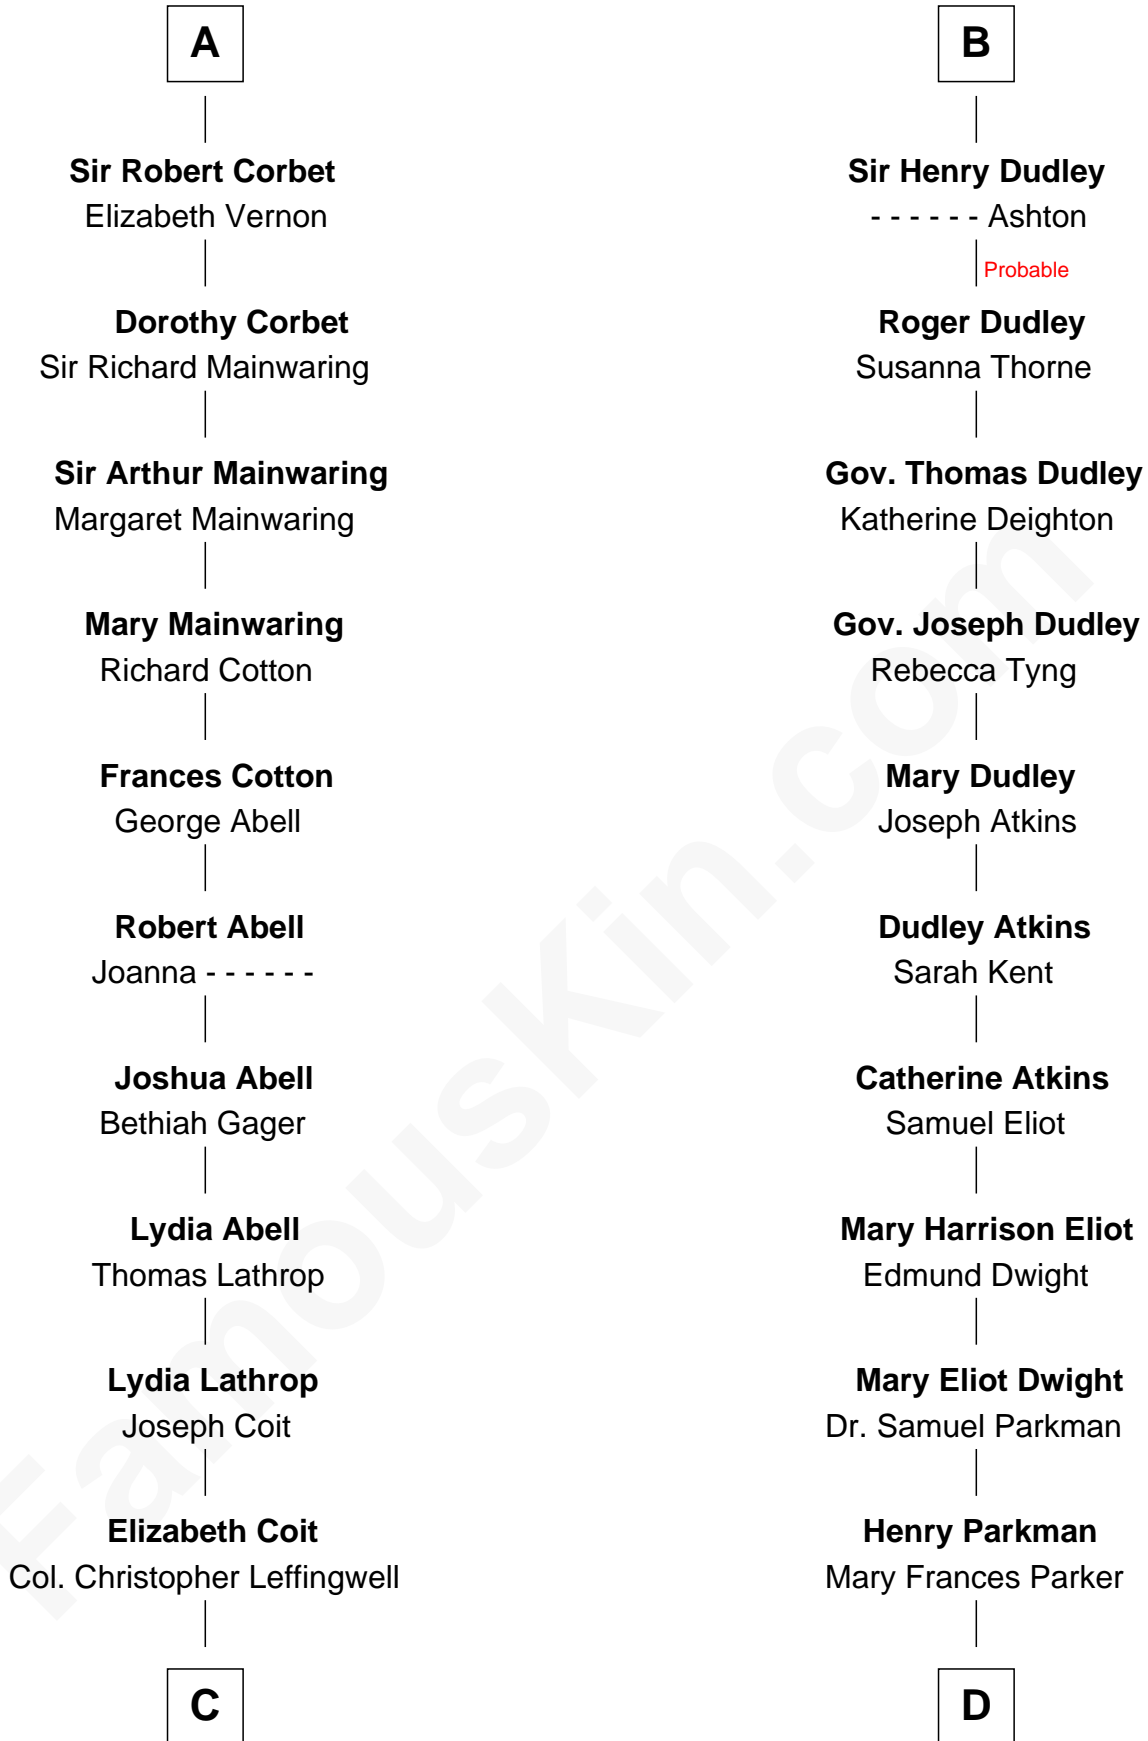 A
Sir Robert Corbet
Elizabeth Vernon
Dorothy Corbet
Sir Richard Mainwaring
Sir Arthur Mainwaring
Margaret Mainwaring
Mary Mainwaring
Richard Cotton
Frances Cotton
George Abell
Robert Abell
Joanna - - - - - -
Joshua Abell
Bethiah Gager
Lydia Abell
Thomas Lathrop
Lydia Lathrop
Joseph Coit
Elizabeth Coit
Col. Christopher Leffingwell
C
B
Sir Henry Dudley
- - - - - - Ashton
Probable
Roger Dudley
Susanna Thorne
Gov. Thomas Dudley
Katherine Deighton
Gov. Joseph Dudley
Rebecca Tyng
Mary Dudley
Joseph Atkins
Dudley Atkins
Sarah Kent
Catherine Atkins
Samuel Eliot
Mary Harrison Eliot
Edmund Dwight
Mary Eliot Dwight
Dr. Samuel Parkman
Henry Parkman
Mary Frances Parker
D
FamousKin.com